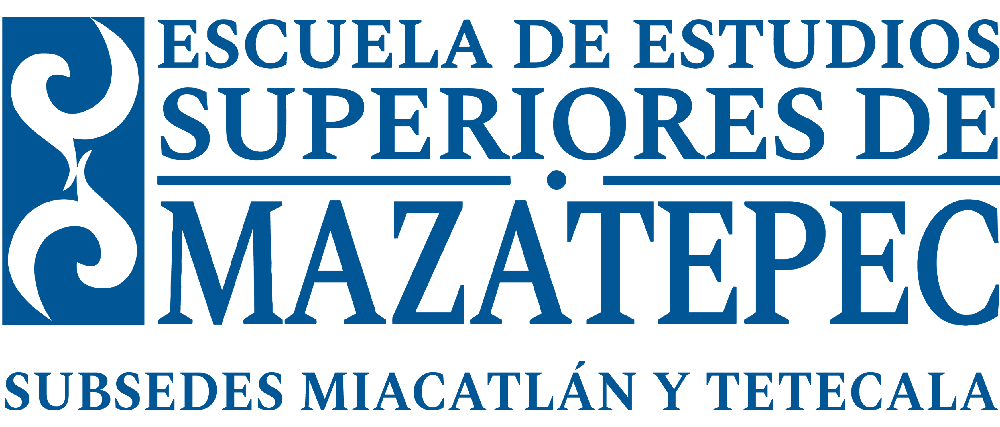 ESCUELA DE ESTUDIOS
SUPERIORES DE
MAZATEPEC
SUBSEDES MIACATLÁN Y TETECALA